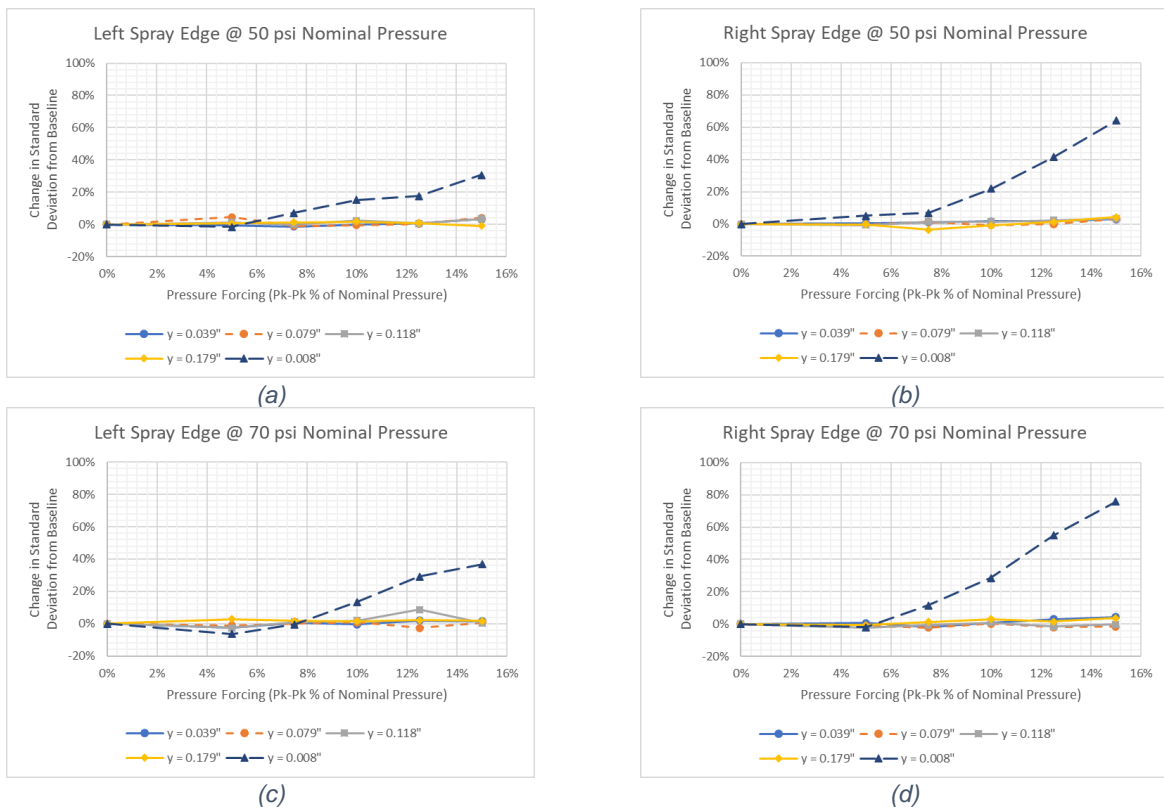 Left Spray Edge @ 50 psi Nominal Pressure
Change in Standard
Deviation from Baseline
100%
80%
60%
40%
20%
0%
-20%
0% 2% 4% 6% 8% 10% 12% 14% 16%
Pressure Forcing (Pk-Pk % of Nominal Pressure)
y = 0.039" y = 0.079" y = 0.118"
y = 0.179" y = 0.008"
(a)
Right Spray Edge @ 50 psi Nominal Pressure
Change in Standard
Deviation from Baseline
100%
80%
60%
40%
20%
0%
-20%
0% 2% 4% 6% 8% 10% 12% 14% 16%
Pressure Forcing (Pk-Pk % of Nominal Pressure)
y = 0.039" y = 0.079" y = 0.118"
y = 0.179" y = 0.008"
(b)
Left Spray Edge @ 70 psi Nominal Pressure
Change in Standard
Deviation from Baseline
100%
80%
60%
40%
20%
0%
-20%
0% 2% 4% 6% 8% 10% 12% 14% 16%
Pressure Forcing (Pk-Pk % of Nominal Pressure)
y = 0.039" y = 0.079" y = 0.118"
y = 0.179" y = 0.008"
(c)
Right Spray Edge @ 70 psi Nominal Pressure
Change in Standard
Deviation from Baseline
100%
80%
60%
40%
20%
0%
-20%
0% 2% 4% 6% 8% 10% 12% 14% 16%
Pressure Forcing (Pk-Pk % of Nominal Pressure)
y = 0.039" y = 0.079" y = 0.118"
y = 0.179" y = 0.008"
(d)